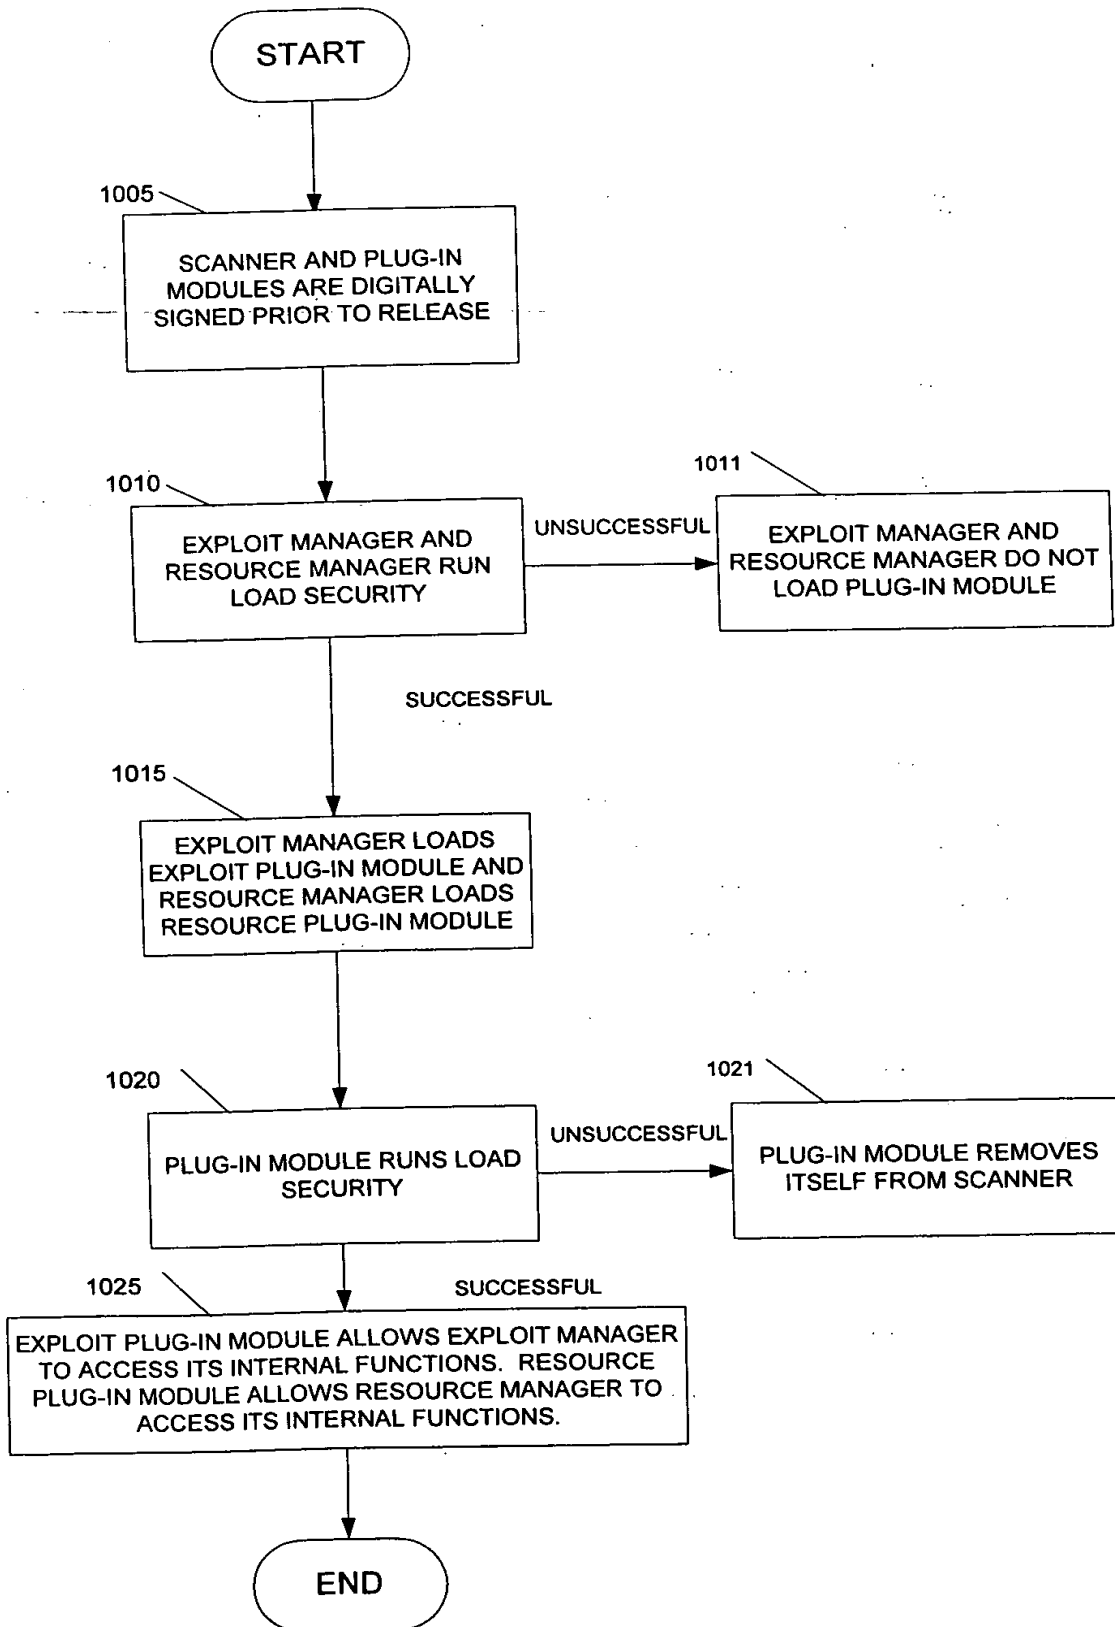 START
1005
SCANNER AND PLUG-IN
MODULES ARE DIGITALLY
SIGNED PRIOR TO RELEASE
1010
EXPLOIT MANAGER AND
RESOURCE MANAGER RUN
LOAD SECURITY
UNSUCCESSFUL
1011
EXPLOIT MANAGER AND
RESOURCE MANAGER DO NOT
LOAD PLUG-IN MODULE
SUCCESSFUL
1015
EXPLOIT MANAGER LOADS
EXPLOIT PLUG-IN MODULE AND
RESOURCE MANAGER LOADS
RESOURCE PLUG-IN MODULE
1020
PLUG-IN MODULE RUNS LOAD
SECURITY
UNSUCCESSFUL
1021
PLUG-IN MODULE REMOVES
ITSELF FROM SCANNER
SUCCESSFUL
1025
EXPLOIT PLUG-IN MODULE ALLOWS EXPLOIT MANAGER
TO ACCESS ITS INTERNAL FUNCTIONS. RESOURCE
PLUG-IN MODULE ALLOWS RESOURCE MANAGER TO
ACCESS ITS INTERNAL FUNCTIONS.
END